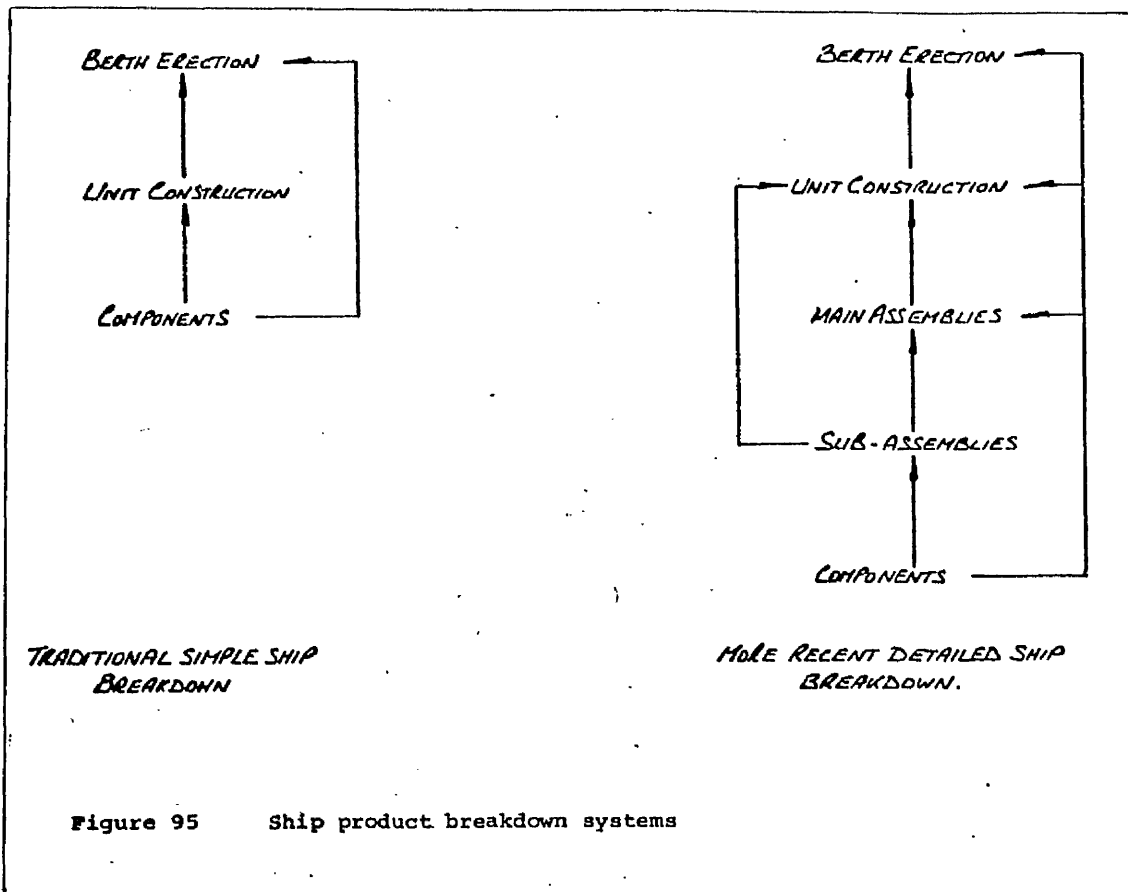 BERTH ERECTION
UNIT CONSTRUCTION
COMPONENTS
TRADITIONAL SIMPLE SHIP
BREAKDOWN
BERTH ERECTION
UNIT CONSTRUCTION
MAIN ASSEMBLIES
SUB-ASSEMBLIES
COMPONENTS
MORE RECENT DETAILED SHIP
BREAKDOWN.
Figure 95 Ship product breakdown systems